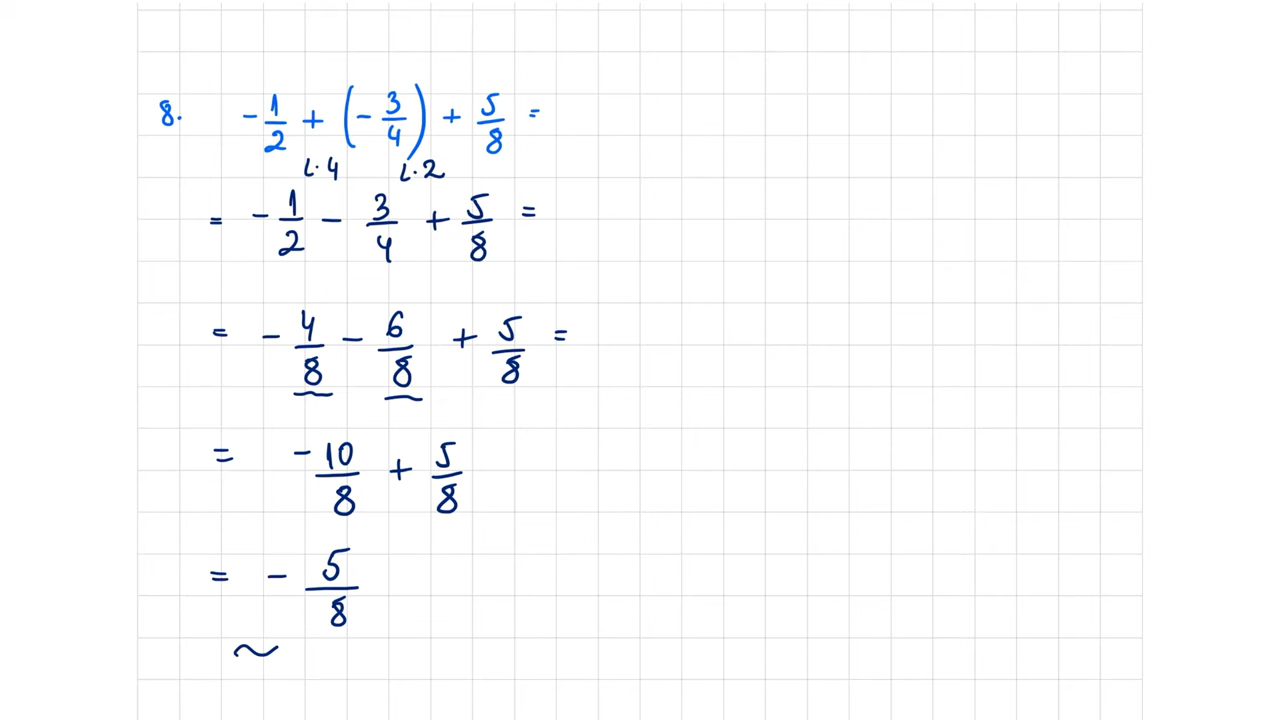 8. -1/2 + (-3/4) + 5/8 =
·4 ·2
= -1/2 - 3/4 + 5/8 =
= -4/8 - 6/8 + 5/8 =
= -10/8 + 5/8
= -5/8
~